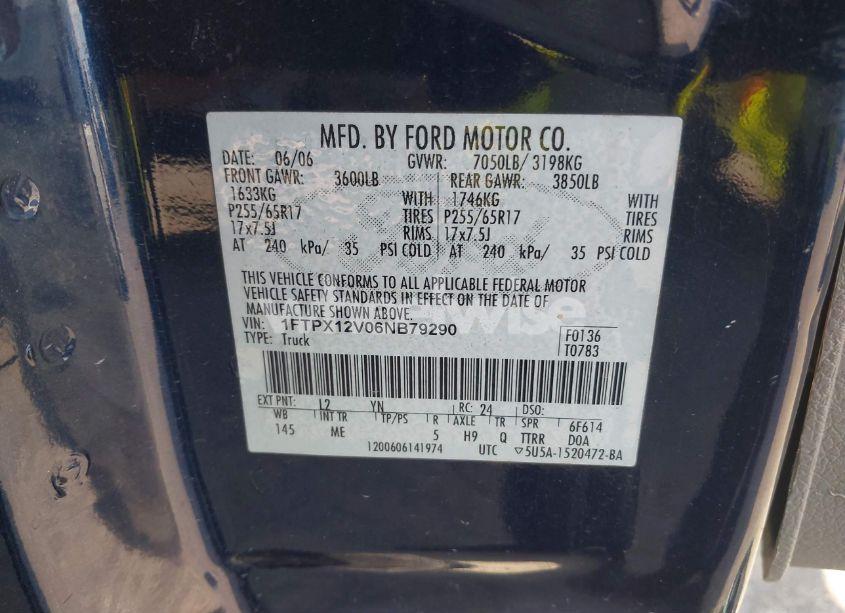 MFD. BY FORD MOTOR CO.
DATE: 06/06 GVWR: 7050LB/ 3198KG
FRONT GAWR: 3600LB REAR GAWR: 3850LB
1633KG WITH 1746KG WITH
P255/65R17 TIRES P255/65R17 TIRES
17x7.5J RIMS 17x7.5J RIMS
AT 240 kPa/ 35 PSI COLD AT 240 kPa/ 35 PSI COLD
THIS VEHICLE CONFORMS TO ALL APPLICABLE FEDERAL MOTOR
VEHICLE SAFETY STANDARDS IN EFFECT ON THE DATE OF
MANUFACTURE SHOWN ABOVE.
VIN: 1FTPX12V06NB79290 F0136
TYPE: Truck T0783
EXT PNT: L2 YN RC: 24 DSO:
WB INT TR TP/PS R AXLE TR SPR 6F614
145 ME 5 H9 Q TTRR DOA
1200606141974 UTC ▽5U5A-1520472-BA